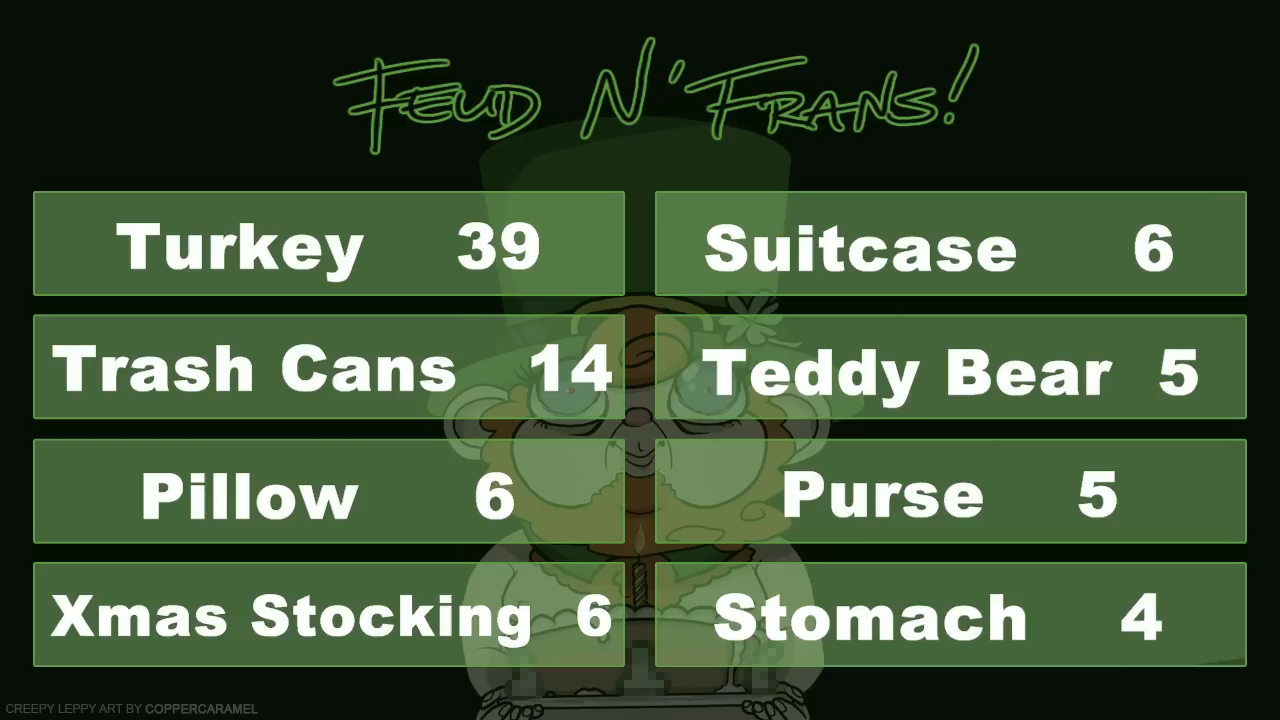 FEUD N' FRANS!
Turkey 39
Suitcase 6
Trash Cans 14
Teddy Bear 5
Pillow 6
Purse 5
Xmas Stocking 6
Stomach 4
CREEPY LEPPY ART BY COPPERCARAMEL